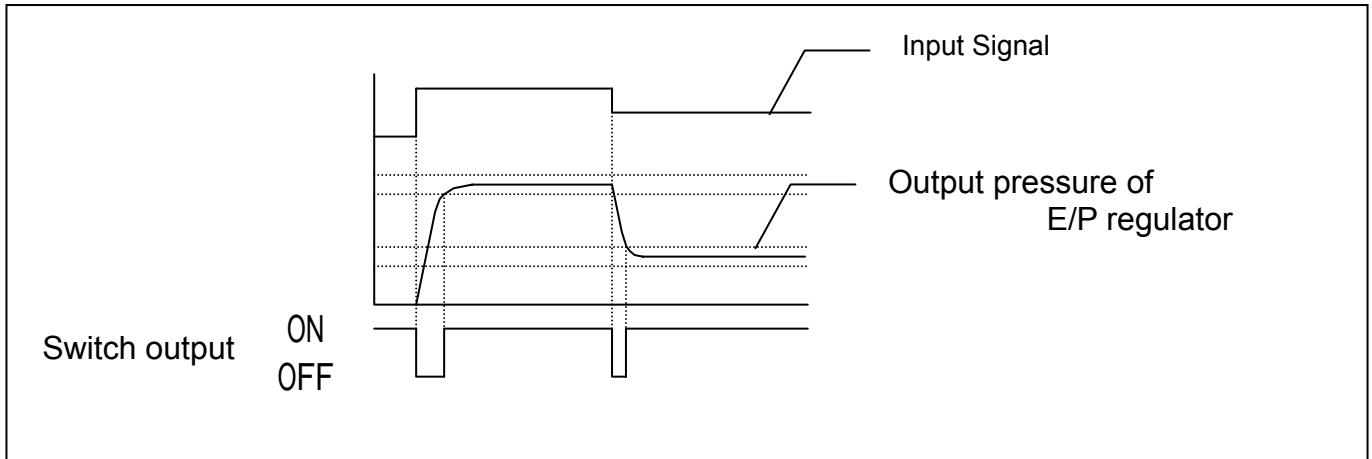 Input Signal
Output pressure of
E/P regulator
Switch output
ON
OFF